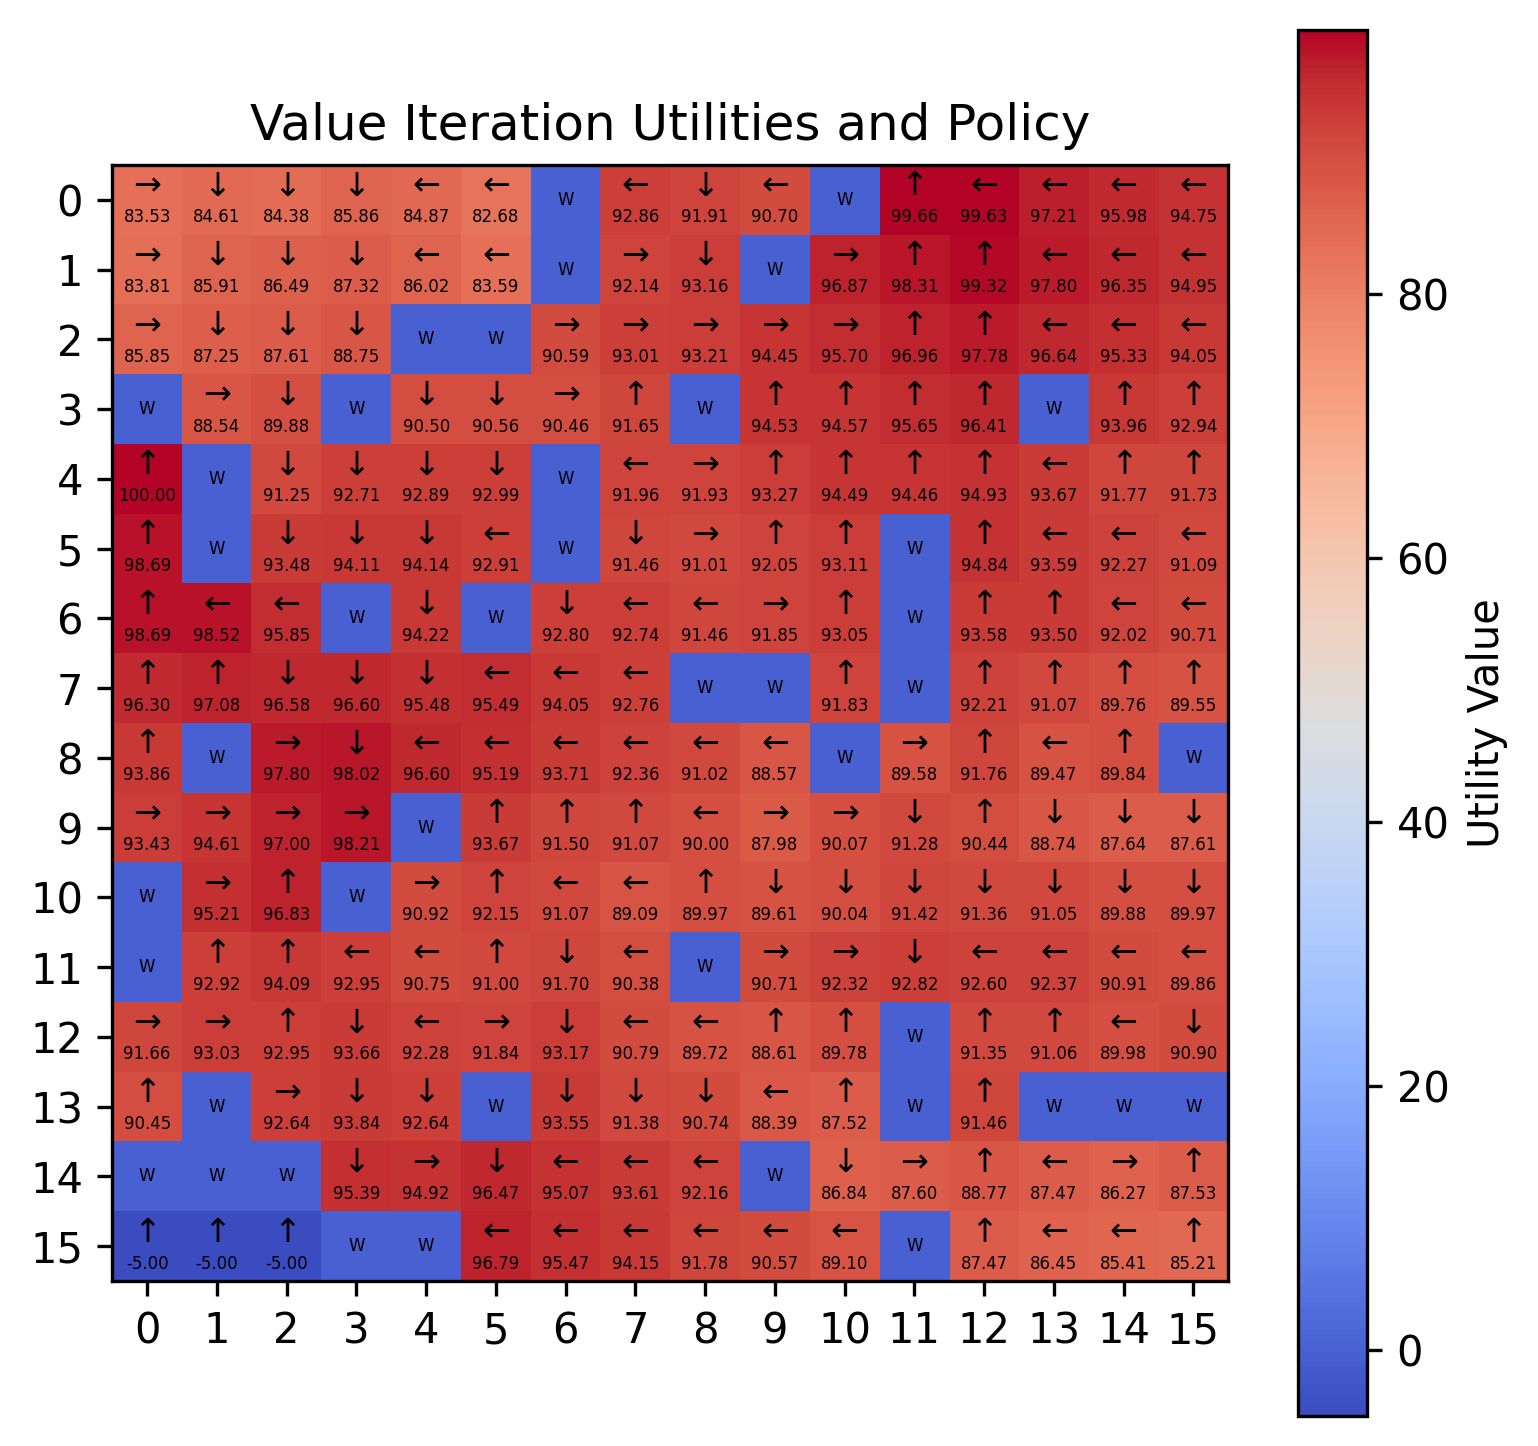 Value Iteration Utilities and Policy
0 → ↓ ↓ ↓ ← ← W ← ↓ ← W ↑ ← ← ← ←
83.53 84.61 84.38 85.86 84.87 82.68 92.86 91.91 90.70 99.66 99.63 97.21 95.98 94.75
1 → ↓ ↓ ↓ ← ← W → ↓ W → ↑ ↑ ← ← ←
83.81 85.91 86.49 87.32 86.02 83.59 92.14 93.16 96.87 98.31 99.32 97.80 96.35 94.95
2 → ↓ ↓ ↓ W W → → → → → ↑ ↑ ← ← ←
85.85 87.25 87.61 88.75 90.59 93.01 93.21 94.45 95.70 96.96 97.78 96.64 95.33 94.05
3 W → ↓ W ↓ ↓ → ↑ W ↑ ↑ ↑ ↑ W ↑ ↑
88.54 89.88 90.50 90.56 90.46 91.65 94.53 94.57 95.65 96.41 93.96 92.94
4 ↑ W ↓ ↓ ↓ ↓ W ← → ↑ ↑ ↑ ↑ ← ↑ ↑
100.00 91.25 92.71 92.89 92.99 91.96 91.93 93.27 94.49 94.46 94.93 93.67 91.77 91.73
5 ↑ W ↓ ↓ ↓ ← W ↓ → ↑ ↑ W ↑ ← ← ←
98.69 93.48 94.11 94.14 92.91 91.46 91.01 92.05 93.11 94.84 93.59 92.27 91.09
6 ↑ ← ← W ↓ W ↓ ← ← → ↑ W ↑ ↑ ← ←
98.69 98.52 95.85 94.22 92.80 92.74 91.46 91.85 93.05 93.58 93.50 92.02 90.71
7 ↑ ↑ ↓ ↓ ↓ ← ← ← W W ↑ W ↑ ↑ ↑ ↑
96.30 97.08 96.58 96.60 95.48 95.49 94.05 92.76 91.83 92.21 91.07 89.76 89.55
8 ↑ W → ↓ ← ← ← ← ← ← W → ↑ ← ↑ W
93.86 97.80 98.02 96.60 95.19 93.71 92.36 91.02 88.57 89.58 91.76 89.47 89.84
9 → → → → W ↑ ↑ ↑ ← → → ↓ ↑ ↓ ↓ ↓
93.43 94.61 97.00 98.21 93.67 91.50 91.07 90.00 87.98 90.07 91.28 90.44 88.74 87.64 87.61
10 W → ↑ W → ↑ ← ← ↑ ↓ ↓ ↓ ↓ ↓ ↓ ↓
95.21 96.83 90.92 92.15 91.07 89.09 89.97 89.61 90.04 91.42 91.36 91.05 89.88 89.97
11 W ↑ ↑ ← ← ↑ ↓ ← W → → ↓ ← ← ← ←
92.92 94.09 92.95 90.75 91.00 91.70 90.38 90.71 92.32 92.82 92.60 92.37 90.91 89.86
12 → → ↑ ↓ ← → ↓ ← ← ↑ ↑ W ↑ ↑ ← ↓
91.66 93.03 92.95 93.66 92.28 91.84 93.17 90.79 89.72 88.61 89.78 91.35 91.06 89.98 90.90
13 ↑ W → ↓ ↓ W ↓ ↓ ↓ ← ↑ W ↑ W W W
90.45 92.64 93.84 92.64 93.55 91.38 90.74 88.39 87.52 91.46
14 W W W ↓ → ↓ ← ← ← W ↓ → ↑ ← → ↑
95.39 94.92 96.47 95.07 93.61 92.16 86.84 87.60 88.77 87.47 86.27 87.53
15 ↑ ↑ ↑ W W ← ← ← ← ← ← W ↑ ← ← ↑
-5.00 -5.00 -5.00 96.79 95.47 94.15 91.78 90.57 89.10 87.47 86.45 85.41 85.21
0 1 2 3 4 5 6 7 8 9 10 11 12 13 14 15
80
60
40
20
0
Utility Value